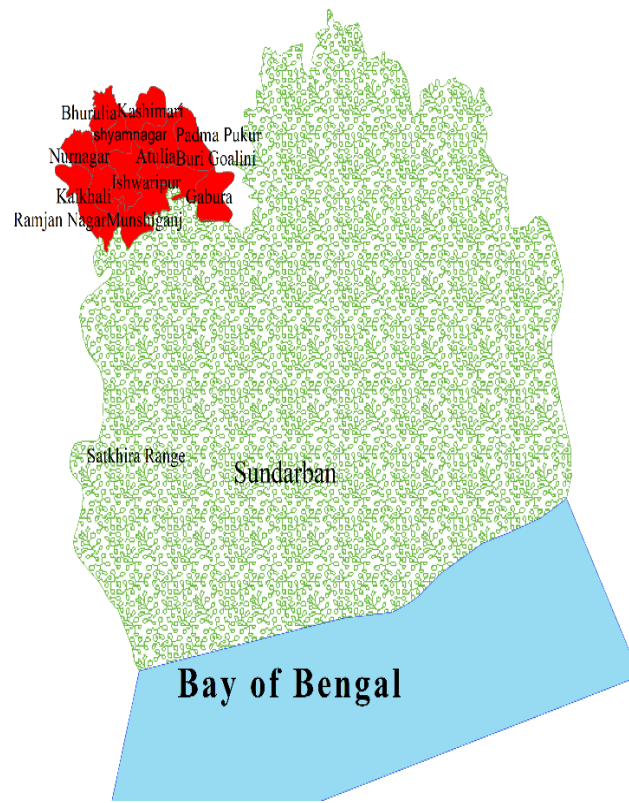 Bhurulia Kashimari
shyamnagar Padma Pukur
Nurnagar Atulia Buri Goalini
Ishwaripur
Kalkhali Gabura
Ramjan Nagar Munshiganj
Satkhira Range
Sundarban
Bay of Bengal